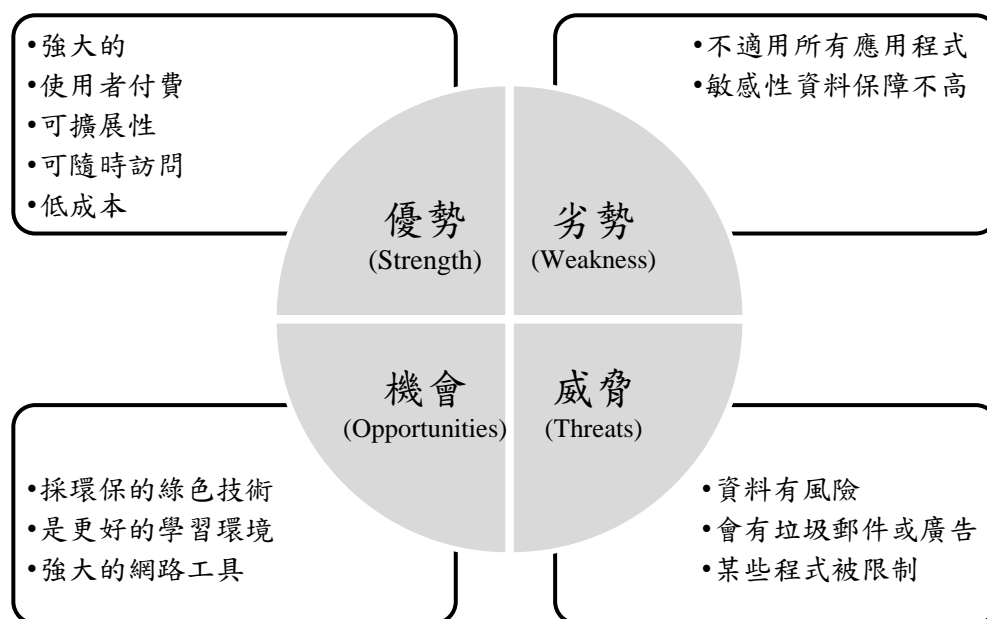 •強大的
•使用者付費
•可擴展性
•可隨時訪問
•低成本
•不適用所有應用程式
•敏感性資料保障不高
優勢
(Strength)
劣勢
(Weakness)
機會
(Opportunities)
威脅
(Threats)
•採環保的綠色技術
•是更好的學習環境
•強大的網路工具
•資料有風險
•會有垃圾郵件或廣告
•某些程式被限制